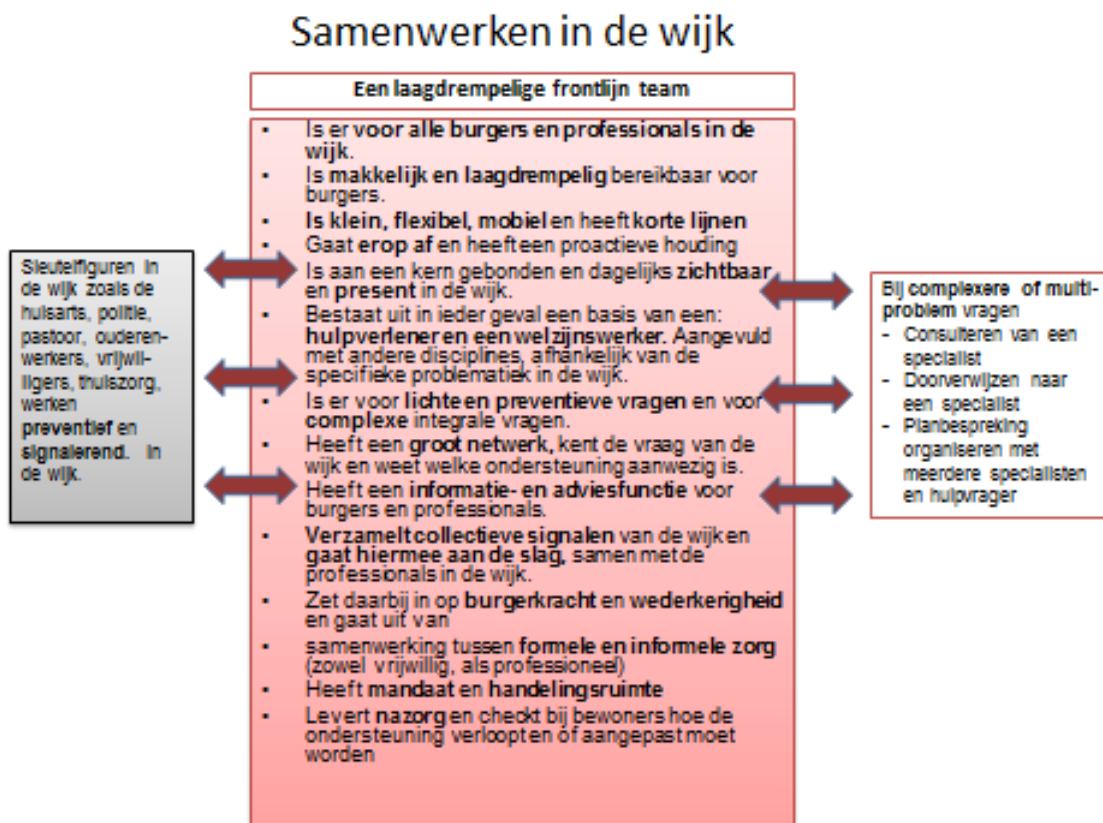 Samenwerken in de wijk
Een laagdrempelige frontlijn team
• Is er voor alle burgers en professionals in de
wijk.
• Is makkelijk en laagdrempelig bereikbaar voor
burgers.
• Is klein, flexibel, mobiel en heeft korte lijnen
• Gaat erop af en heeft een proactieve houding
• Is aan een kern gebonden en dagelijks zichtbaar
en present in de wijk.
• Bestaat uit in ieder geval een basis van een:
hulpverlener en een welzijnswerker. Aangevuld
met andere disciplines, afhankelijk van de
specifieke problematiek in de wijk.
• Is er voor lichte en preventieve vragen en voor
complexe integrale vragen.
• Heeft een groot netwerk, kent de vraag van de
wijk en weet welke ondersteuning aanwezig is.
• Heeft een informatie- en adviesfunctie voor
burgers en professionals.
• Verzamelt collectieve signalen van de wijk en
gaat hiermee aan de slag, samen met de
professionals in de wijk.
• Zet daarbij in op burgerkracht en wederkerigheid
en gaat uit van
• samenwerking tussen formele en informele zorg
(zowel vrijwillig, als professioneel)
• Heeft mandaat en handelingsruimte
• Levert nazorg en checkt bij bewoners hoe de
ondersteuning verloopt en of aangepast moet
worden
Sleutelfiguren in
de wijk zoals de
huisarts, politie,
pastoor, ouderen-
werkers, vrijwil-
ligers, thuiszorg,
werken
preventief en
signalerend. In
de wijk.
Bij complexere of multi-
problem vragen
- Consulteren van een
specialist
- Doorverwijzen naar
een specialist
- Planbespreking
organiseren met
meerdere specialisten
en hulpvrager